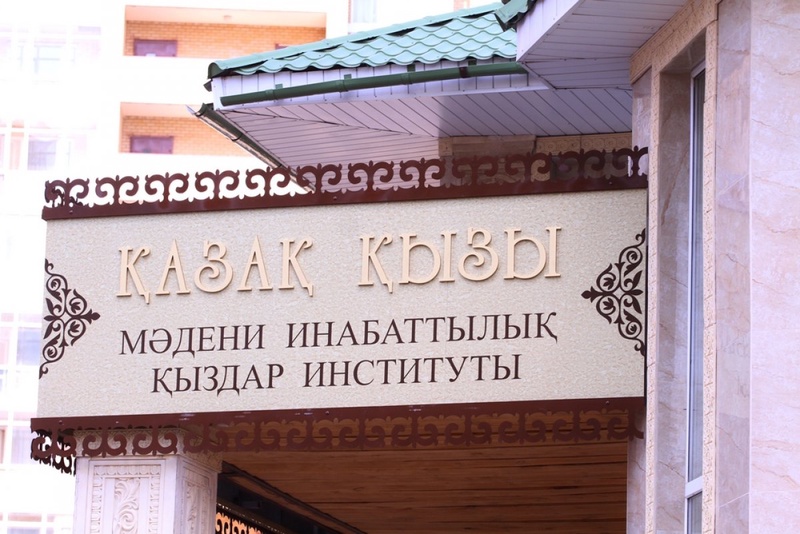 ҚАЗАҚ ҚЫЗЫ
МӘДЕНИ ИНАБАТТЫЛЫҚ
ҚЫЗДАР ИНСТИТУТЫ